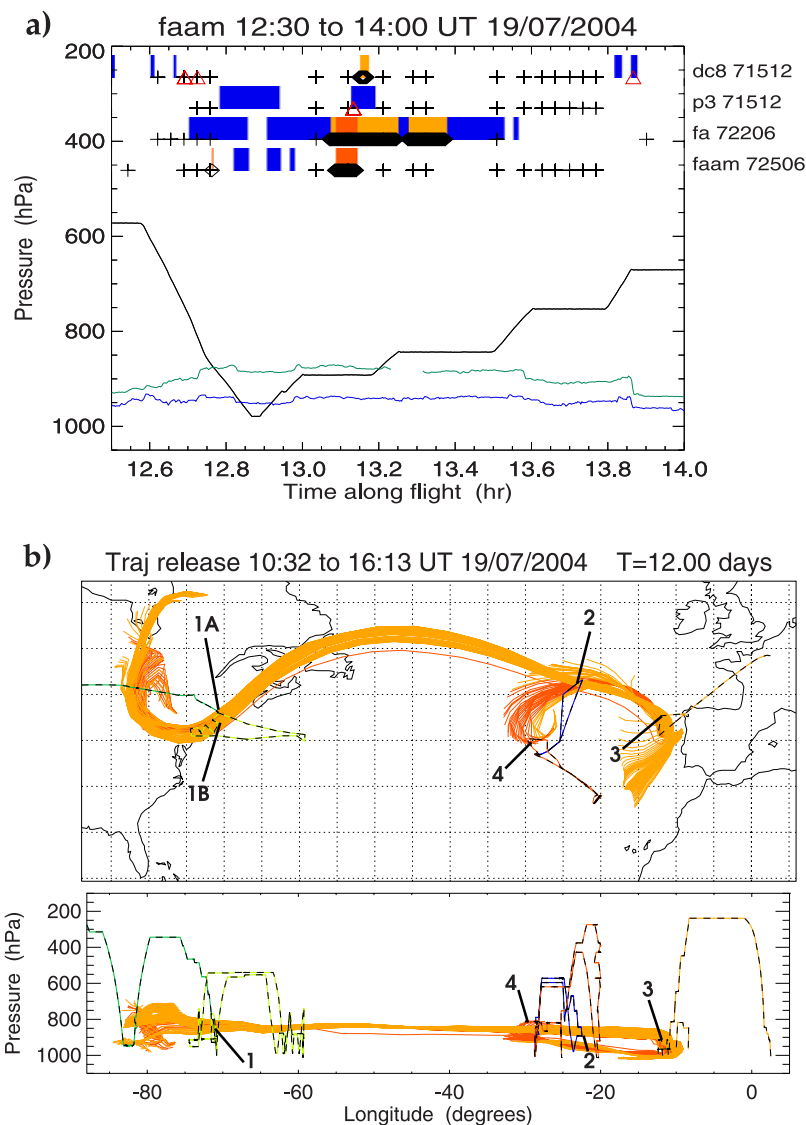 a)
faam 12:30 to 14:00 UT 19/07/2004
200
400
600
800
1000
Pressure (hPa)
dc8 71512
p3 71512
fa 72206
faam 72506
12.6 12.8 13.0 13.2 13.4 13.6 13.8 14.0
Time along flight (hr)
b)
Traj release 10:32 to 16:13 UT 19/07/2004 T=12.00 days
1A
2
1B
4
3
200
400
600
800
1000
Pressure (hPa)
4
3
1
2
-80 -60 -40 -20 0
Longitude (degrees)